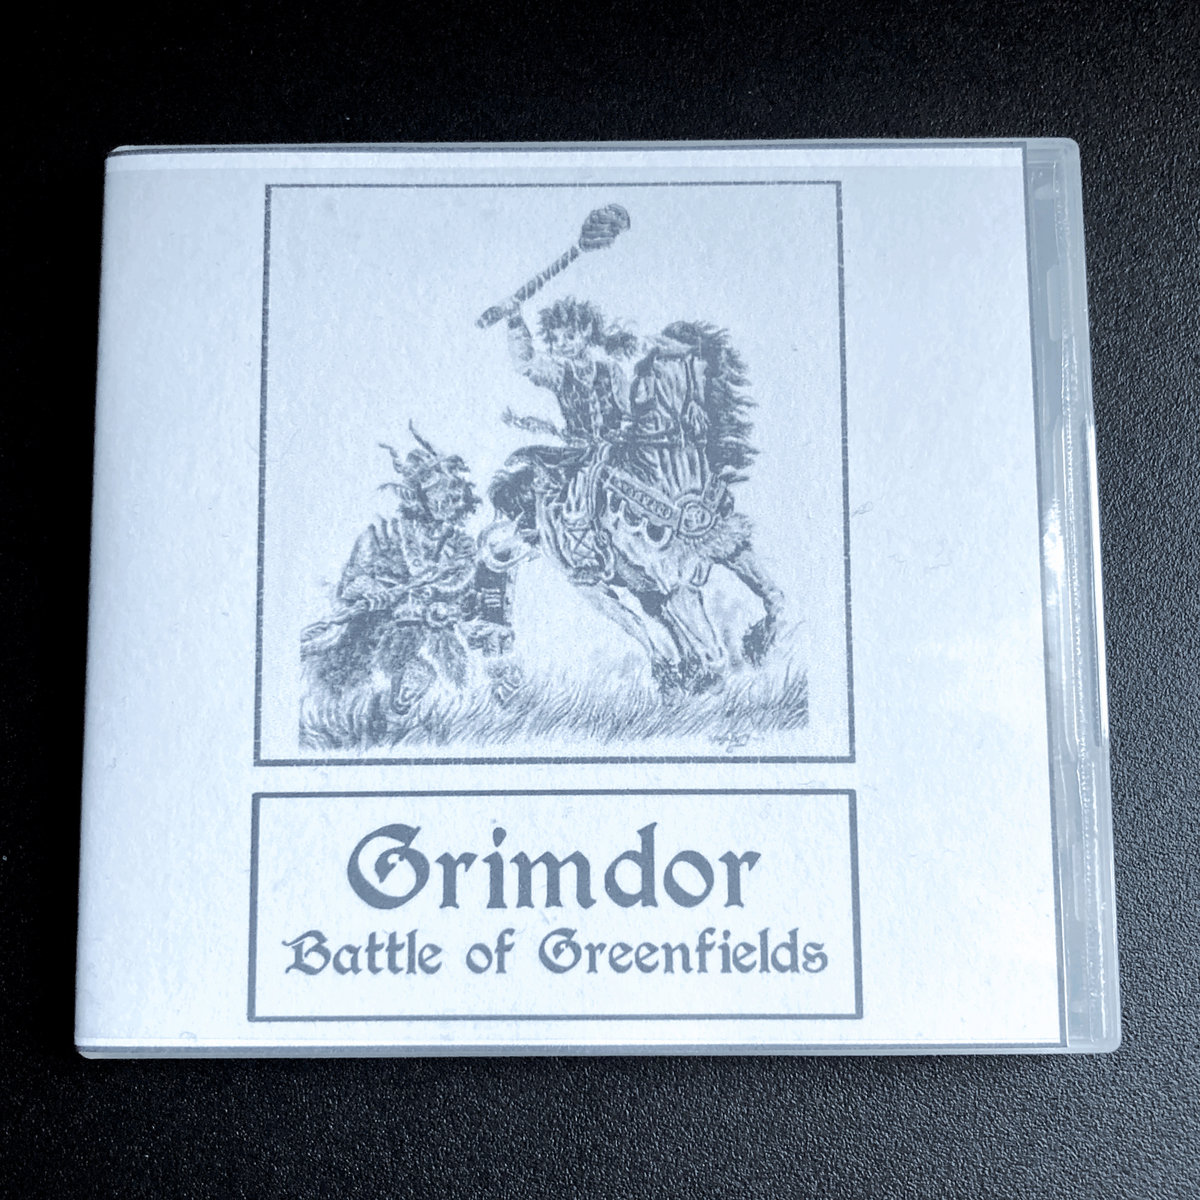 Grimdor
Battle of Greenfields